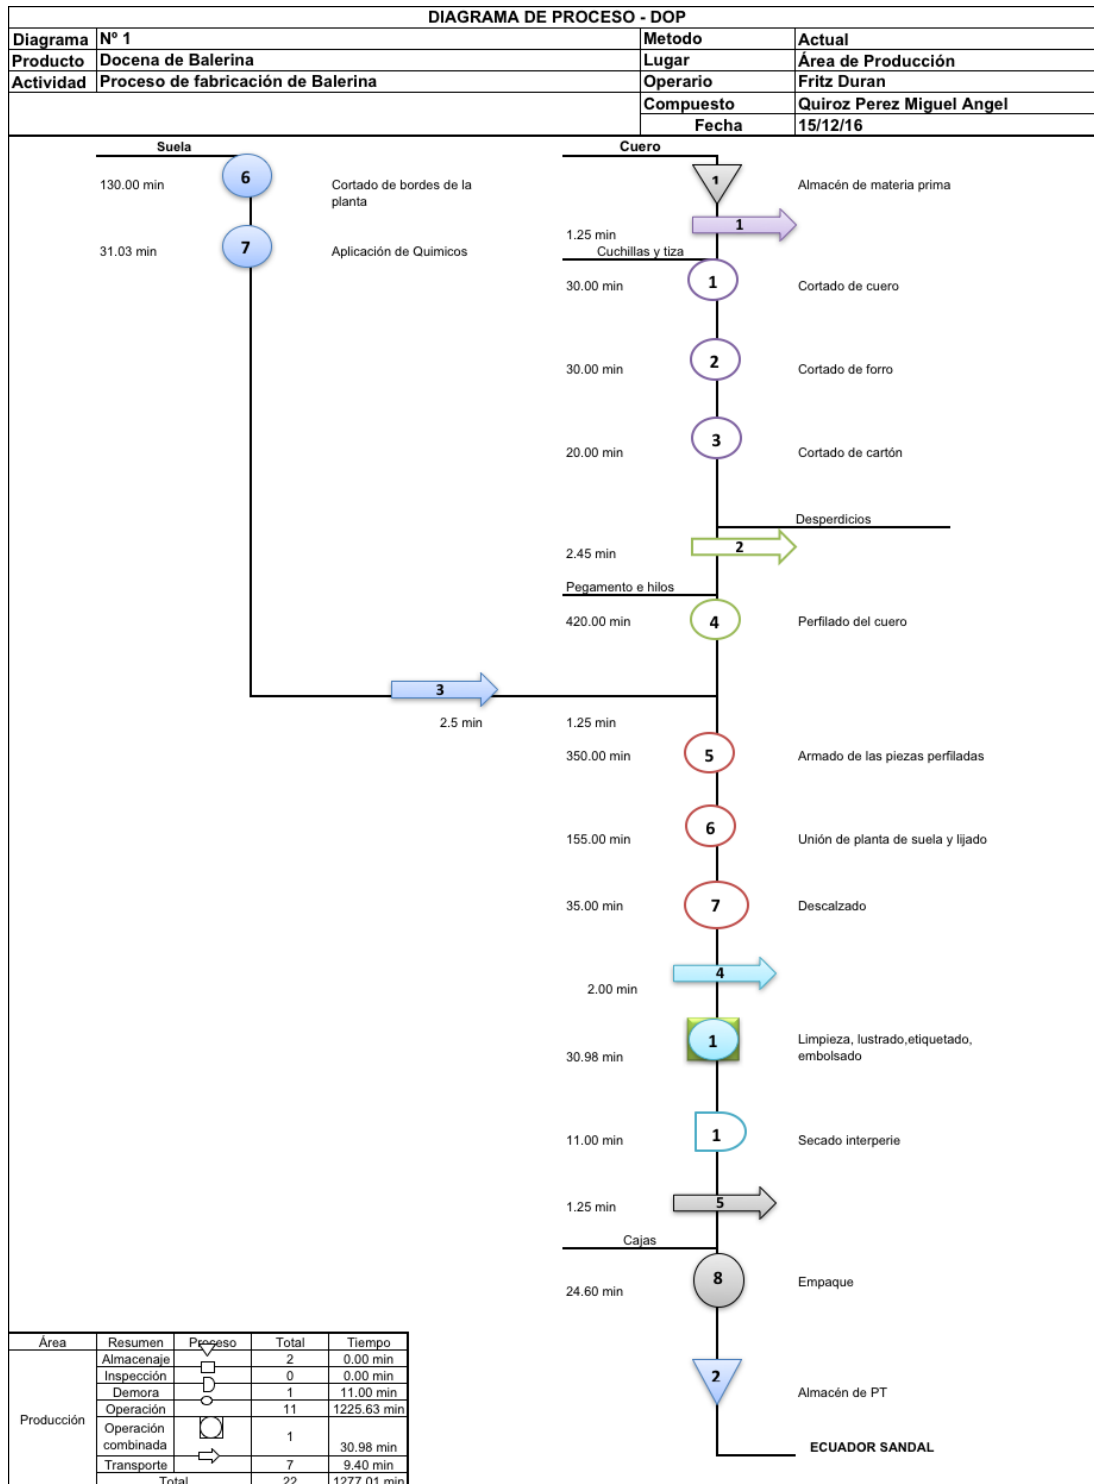 DIAGRAMA DE PROCESO - DOP
Diagrama Nº 1 Metodo Actual
Producto Docena de Balerina Lugar Área de Producción
Actividad Proceso de fabricación de Balerina Operario Fritz Duran
Compuesto Quiroz Perez Miguel Angel
Fecha 15/12/16
Suela Cuero
130.00 min 6 Cortado de bordes de la planta 1 Almacén de materia prima
1.25 min 1
31.03 min 7 Aplicación de Quimicos Cuchillas y tiza
30.00 min 1 Cortado de cuero
30.00 min 2 Cortado de forro
20.00 min 3 Cortado de cartón
Desperdicios
2.45 min 2
Pegamento e hilos
420.00 min 4 Perfilado del cuero
3
2.5 min 1.25 min
350.00 min 5 Armado de las piezas perfiladas
155.00 min 6 Unión de planta de suela y lijado
35.00 min 7 Descalzado
2.00 min 4
30.98 min 1 Limpieza, lustrado,etiquetado, embolsado
11.00 min 1 Secado interperie
1.25 min 5
Cajas
24.60 min 8 Empaque
2 Almacén de PT
ECUADOR SANDAL
Área Resumen Proceso Total Tiempo
Almacenaje 2 0.00 min
Inspección 0 0.00 min
Demora 1 11.00 min
Operación 11 1225.63 min
Producción Operación combinada 1 30.98 min
Transporte 7 9.40 min
Total 22 1277.01 min